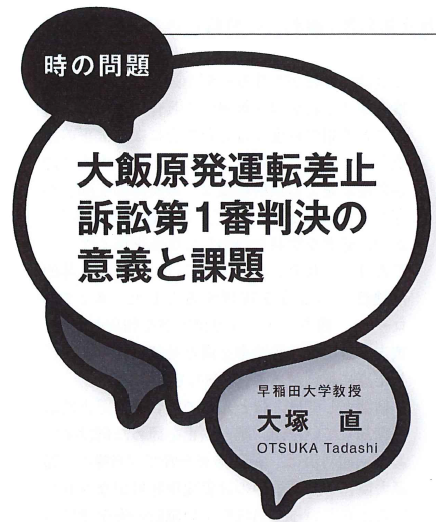 時の問題
大飯原発運転差止
訴訟第1審判決の
意義と課題
早稲田大学教授
大塚 直
OTSUKA Tadashi